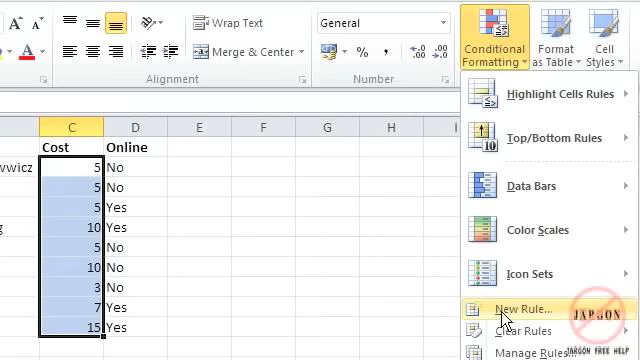 Wrap Text
General
Merge & Center
$ % , .00
Alignment
Number
Conditional Formatting
Format as Table
Cell Styles
Highlight Cells Rules
Top/Bottom Rules
Data Bars
Color Scales
Icon Sets
New Rule...
Clear Rules
Manage Rules...
C D E F G H I
Cost Online
wwicz 5 No
5 No
5 Yes
g 10 Yes
5 No
10 No
3 No
7 Yes
15 Yes
JARGON
JARGON FREE HELP